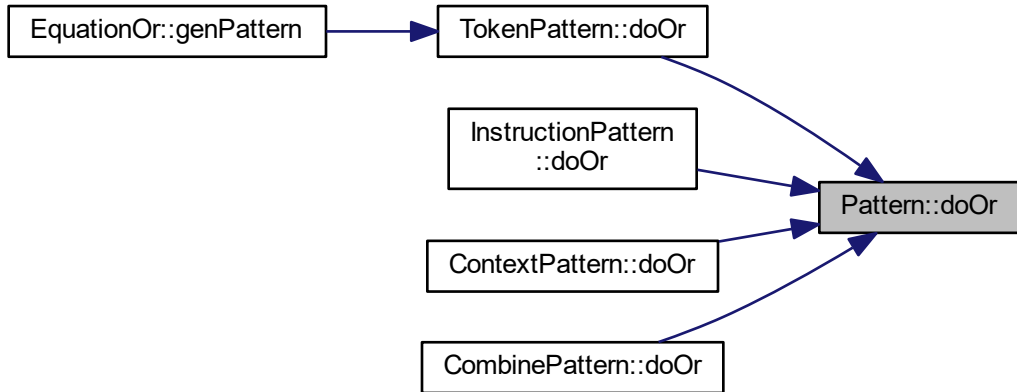 EquationOr::genPattern
TokenPattern::doOr
InstructionPattern
::doOr
Pattern::doOr
ContextPattern::doOr
CombinePattern::doOr